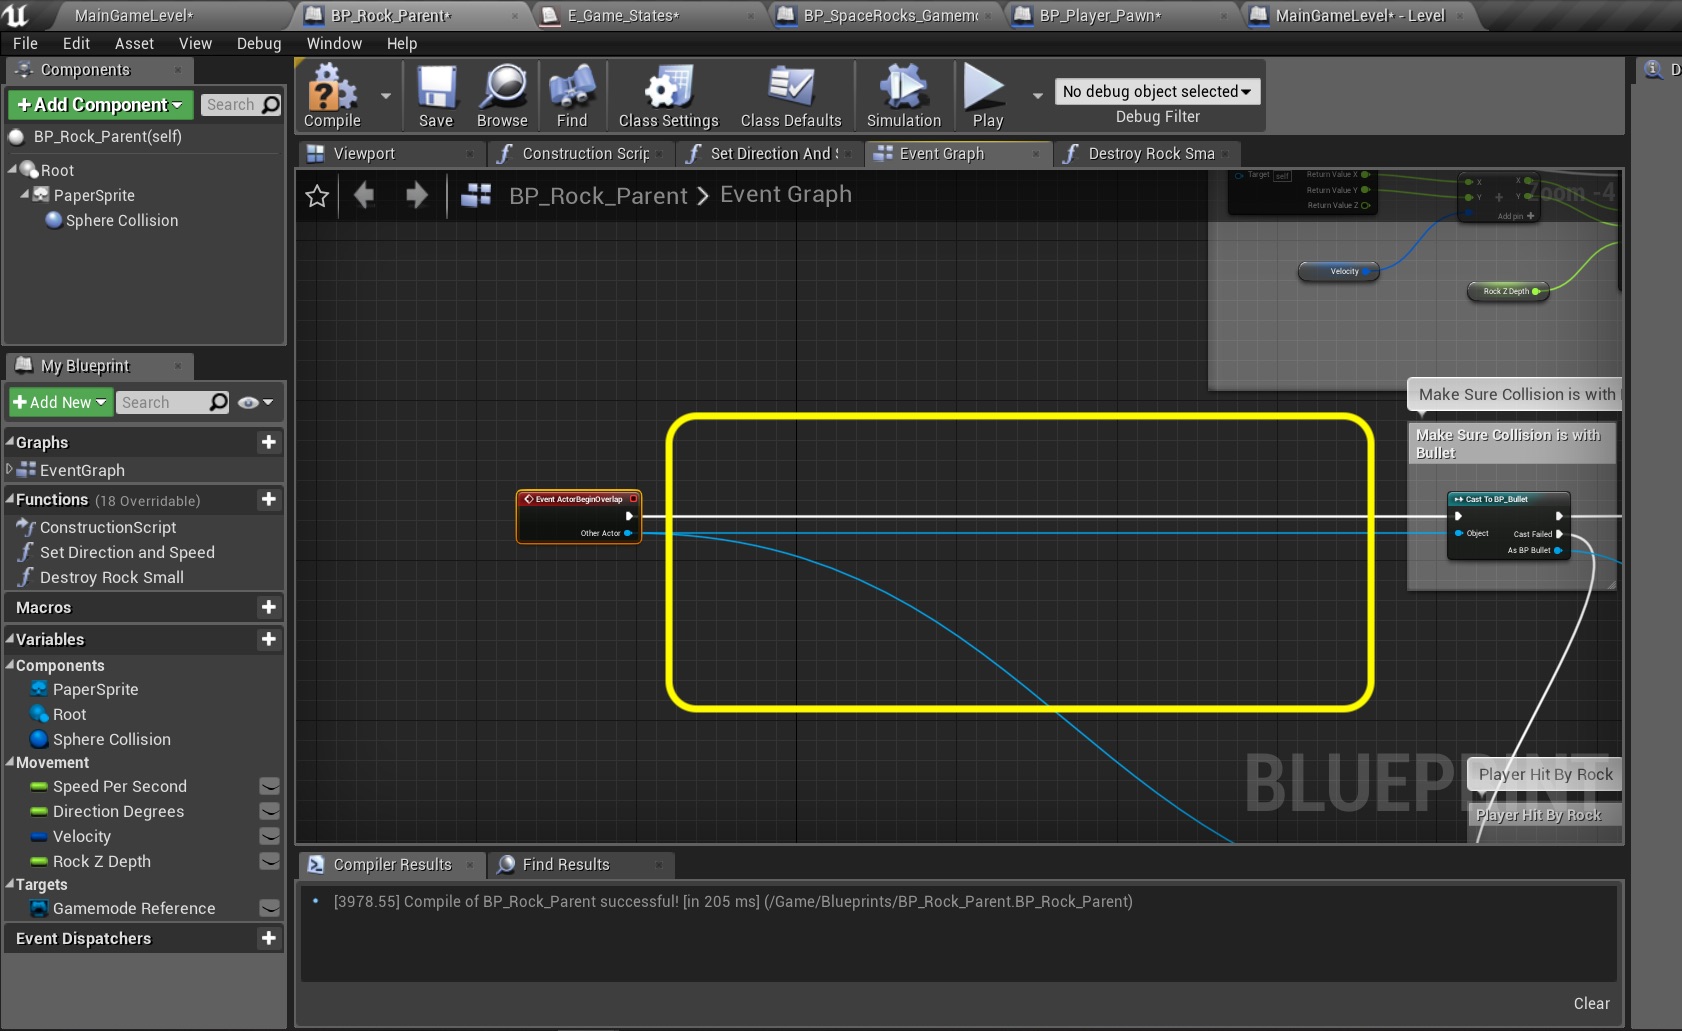 MainGameLevel*
BP_Rock_Parent*
E_Game_States*
BP_SpaceRocks_Gamem
BP_Player_Pawn*
MainGameLevel* - Level
File Edit Asset View Debug Window Help
Components
+Add Component
Search
BP_Rock_Parent(self)
Root
PaperSprite
Sphere Collision
My Blueprint
+Add New
Search
Graphs
EventGraph
Functions (18 Overridable)
ConstructionScript
Set Direction and Speed
Destroy Rock Small
Macros
Variables
Components
PaperSprite
Root
Sphere Collision
Movement
Speed Per Second
Direction Degrees
Velocity
Rock Z Depth
Targets
Gamemode Reference
Event Dispatchers
Compile
Save
Browse
Find
Class Settings
Class Defaults
Simulation
Play
No debug object selected
Debug Filter
D
Viewport
Construction Scrip
Set Direction And
Event Graph
Destroy Rock Sma
BP_Rock_Parent > Event Graph
Zoom -4
Target self
Return Value X
Return Value Y
Return Value Z
X X
Y Y
Add pin +
Velocity
Rock Z Depth
Make Sure Collision is with
Make Sure Collision is with
Bullet
Event ActorBeginOverlap
Other Actor
Cast To BP_Bullet
Object
Cast Failed
As BP Bullet
BLUEPRINT
Player Hit By Rock
Player Hit By Rock
Compiler Results
Find Results
[3978.55] Compile of BP_Rock_Parent successful! [in 205 ms] (/Game/Blueprints/BP_Rock_Parent.BP_Rock_Parent)
Clear